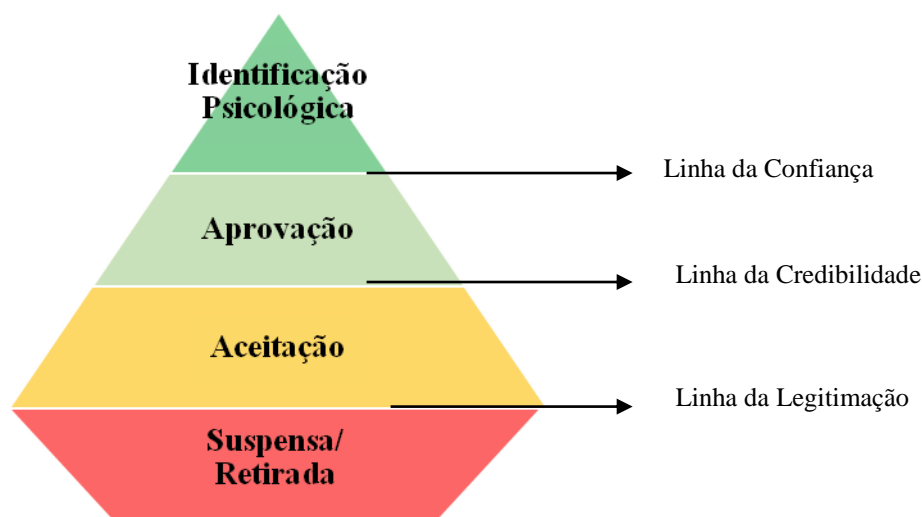 Identificação
Psicológica
Linha da Confiança
Aprovação
Linha da Credibilidade
Aceitação
Linha da Legitimação
Suspensa/
Retirada